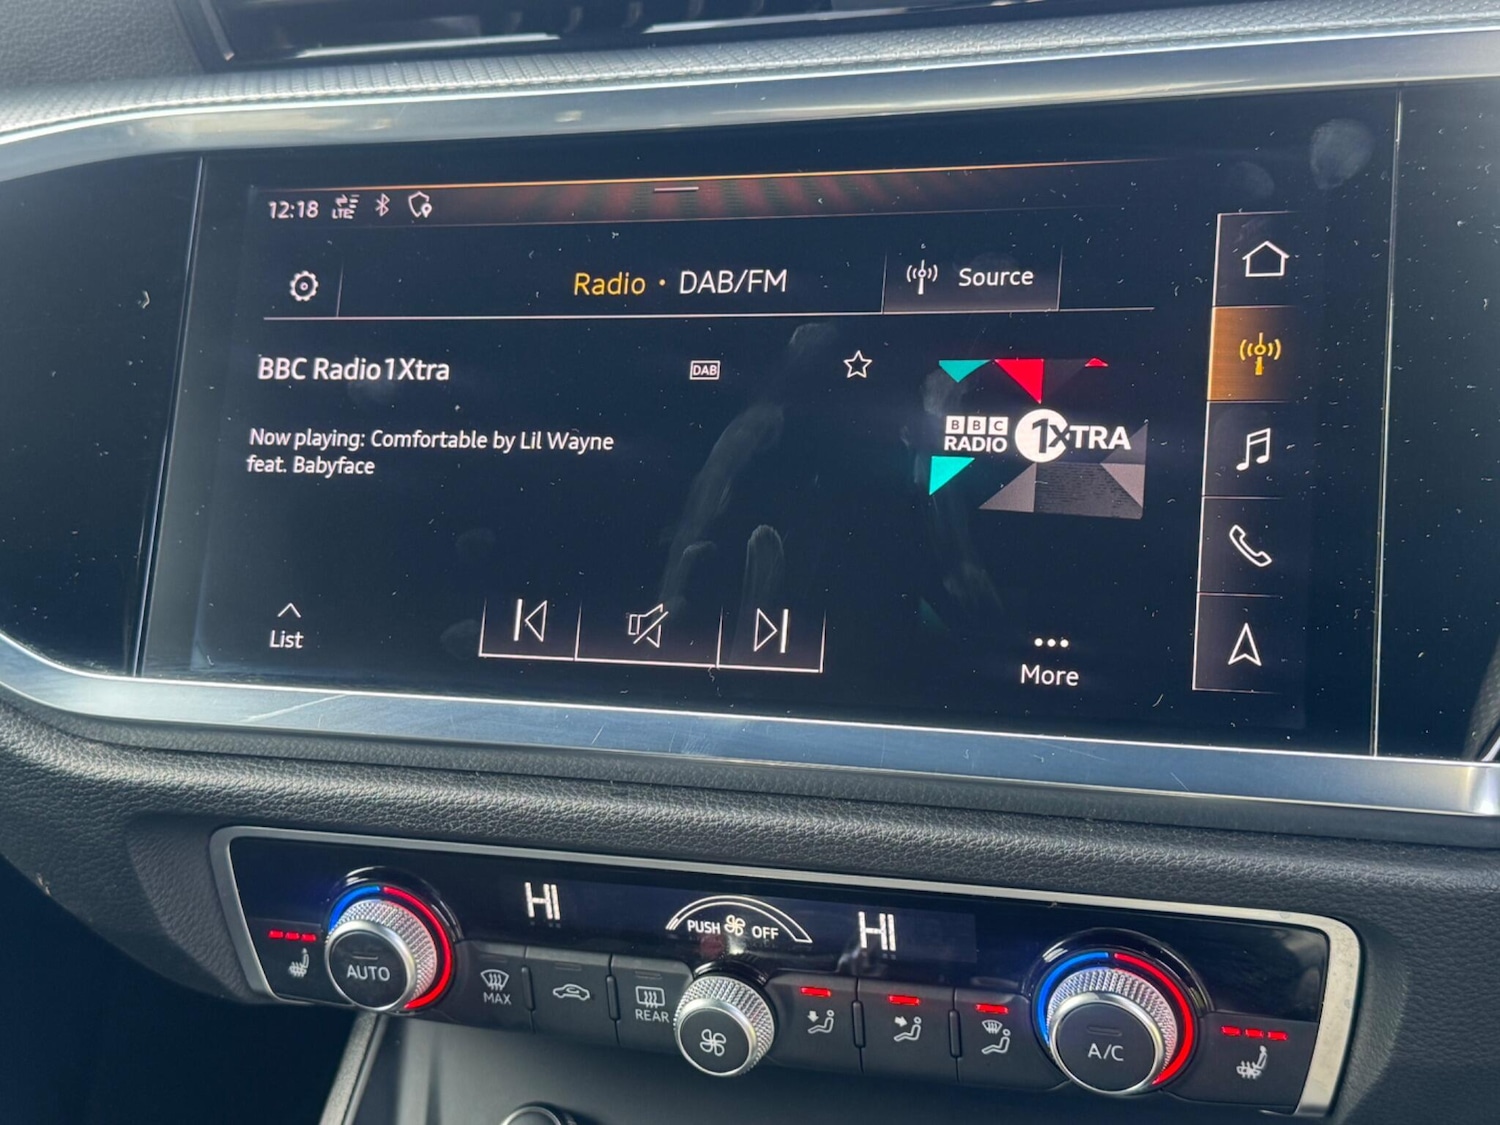 12:18 LTE
Radio • DAB/FM
Source
BBC Radio 1Xtra
DAB
Now playing: Comfortable by Lil Wayne
feat. Babyface
BBC
RADIO
1XTRA
List
More
HI
PUSH OFF
HI
AUTO
MAX
REAR
A/C